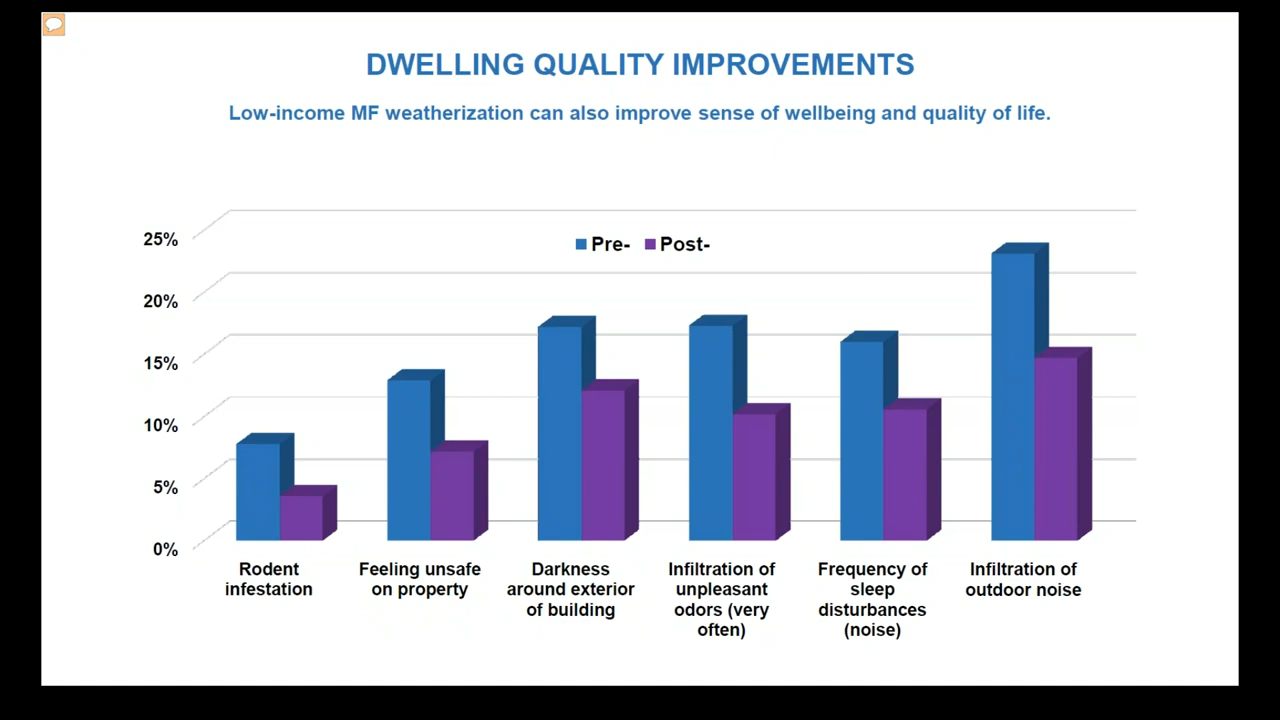 DWELLING QUALITY IMPROVEMENTS
Low-income MF weatherization can also improve sense of wellbeing and quality of life.
25%
20%
15%
10%
5%
0%
Pre- Post-
Rodent
infestation
Feeling unsafe
on property
Darkness
around exterior
of building
Infiltration of
unpleasant
odors (very
often)
Frequency of
sleep
disturbances
(noise)
Infiltration of
outdoor noise